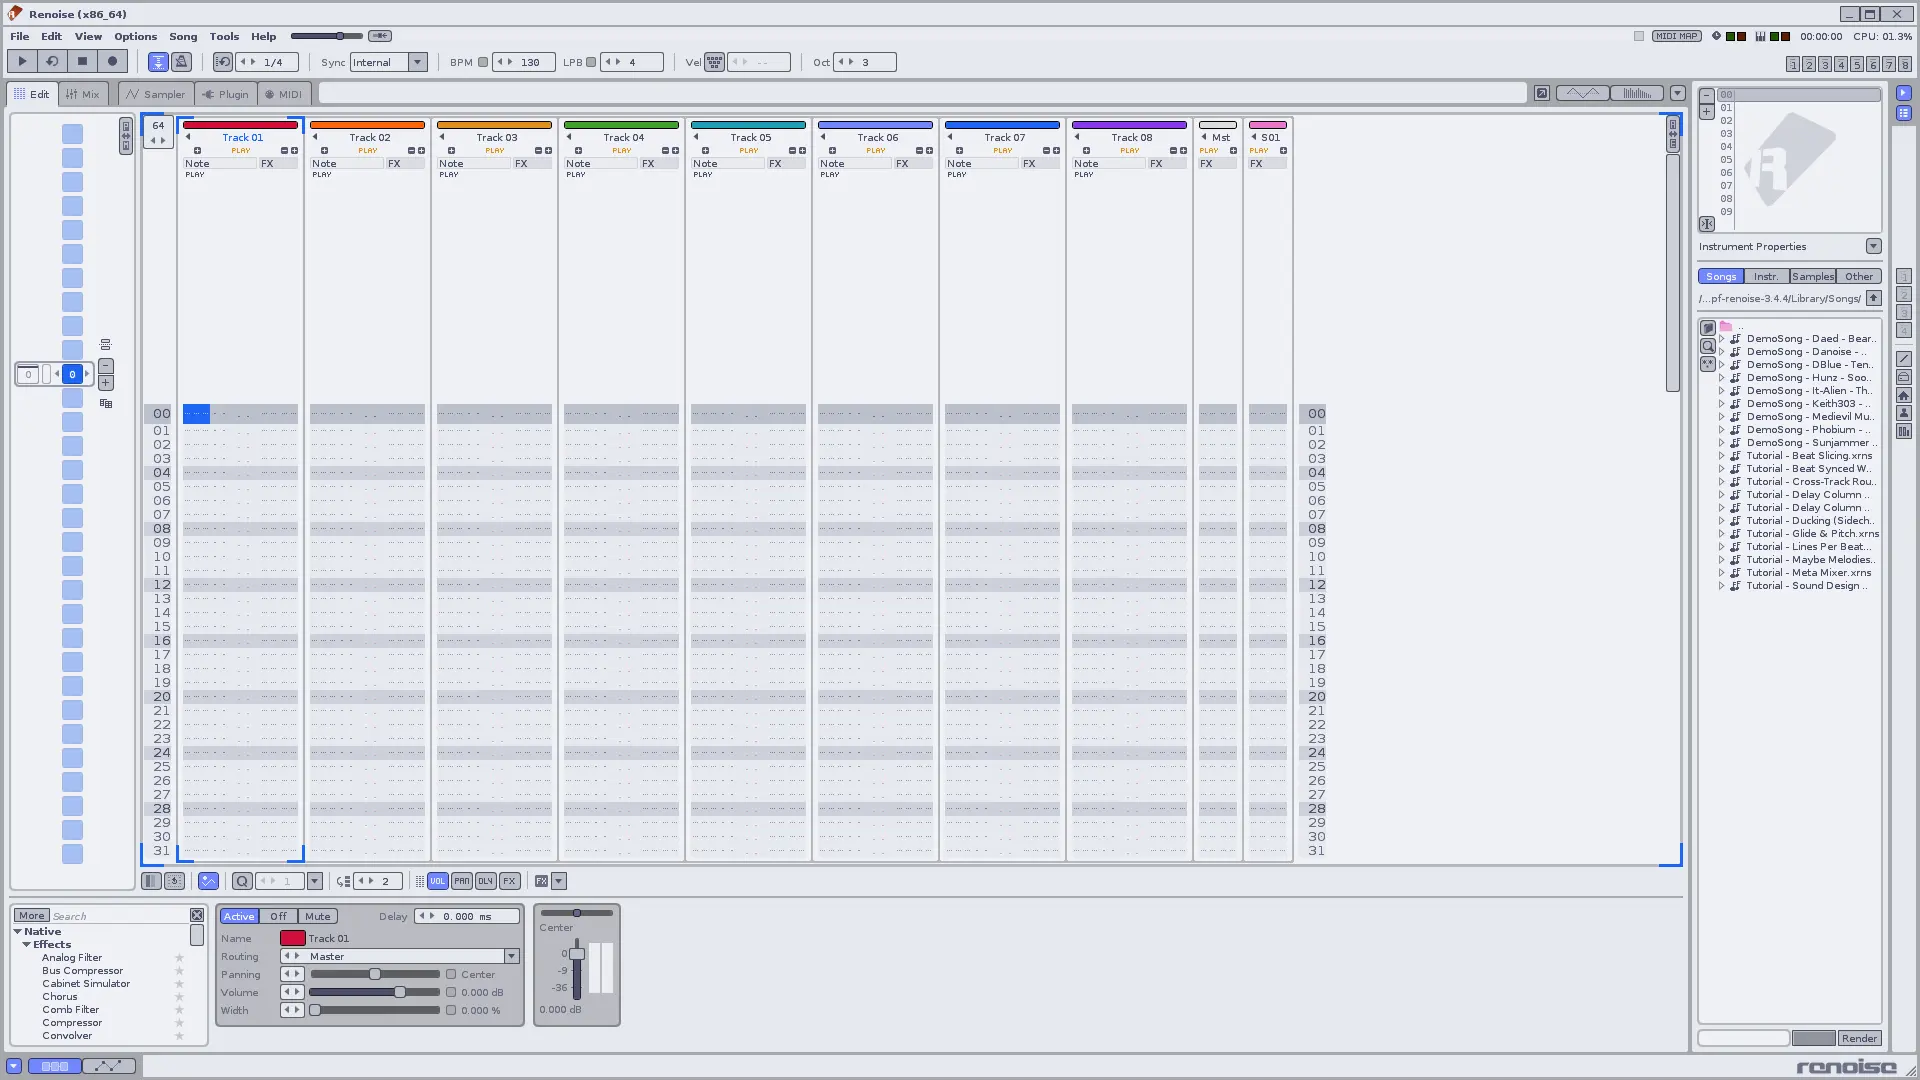 Renoise (x86_64)
File Edit View Options Song Tools Help
MIDI MAP 00:00:00 CPU: 01.3%
1/4 Sync Internal BPM 130 LPB 4 Vel -- Oct 3
1 2 3 4 5 6 7 8
Edit Mix Sampler Plugin MIDI
64
Track 01 Track 02 Track 03 Track 04 Track 05 Track 06 Track 07 Track 08 Mst S01
PLAY PLAY PLAY PLAY PLAY PLAY PLAY PLAY PLAY PLAY
Note FX Note FX Note FX Note FX Note FX Note FX Note FX Note FX FX FX
PLAY PLAY PLAY PLAY PLAY PLAY PLAY PLAY
0 0
00 00
01 01
02 02
03 03
04 04
05 05
06 06
07 07
08 08
09 09
10 10
11 11
12 12
13 13
14 14
15 15
16 16
17 17
18 18
19 19
20 20
21 21
22 22
23 23
24 24
25 25
26 26
27 27
28 28
29 29
30 30
31 31
Q 1 2 VOL PAN DLY FX FX
More Search
Native
Effects
Analog Filter
Bus Compressor
Cabinet Simulator
Chorus
Comb Filter
Compressor
Convolver
Active Off Mute Delay 0.000 ms
Name Track 01
Routing Master
Panning Center
Volume 0.000 dB
Width 0.000 %
Center
0
-9
-36
0.000 dB
00
01
02
03
04
05
06
07
08
09
Instrument Properties
Songs Instr. Samples Other
/...pf-renoise-3.4.4/Library/Songs/
..
DemoSong - Daed - Bear..
DemoSong - Danoise - ..
DemoSong - DBlue - Ten..
DemoSong - Hunz - Soo..
DemoSong - It-Alien - Th..
DemoSong - Keith303 - ..
DemoSong - Medievil Mu..
DemoSong - Phobium - ..
DemoSong - Sunjammer ..
Tutorial - Beat Slicing.xrns
Tutorial - Beat Synced W..
Tutorial - Cross-Track Rou..
Tutorial - Delay Column ..
Tutorial - Delay Column ..
Tutorial - Ducking (Sidech..
Tutorial - Glide & Pitch.xrns
Tutorial - Lines Per Beat...
Tutorial - Maybe Melodies..
Tutorial - Meta Mixer.xrns
Tutorial - Sound Design ..
1
2
3
4
Render
renoise